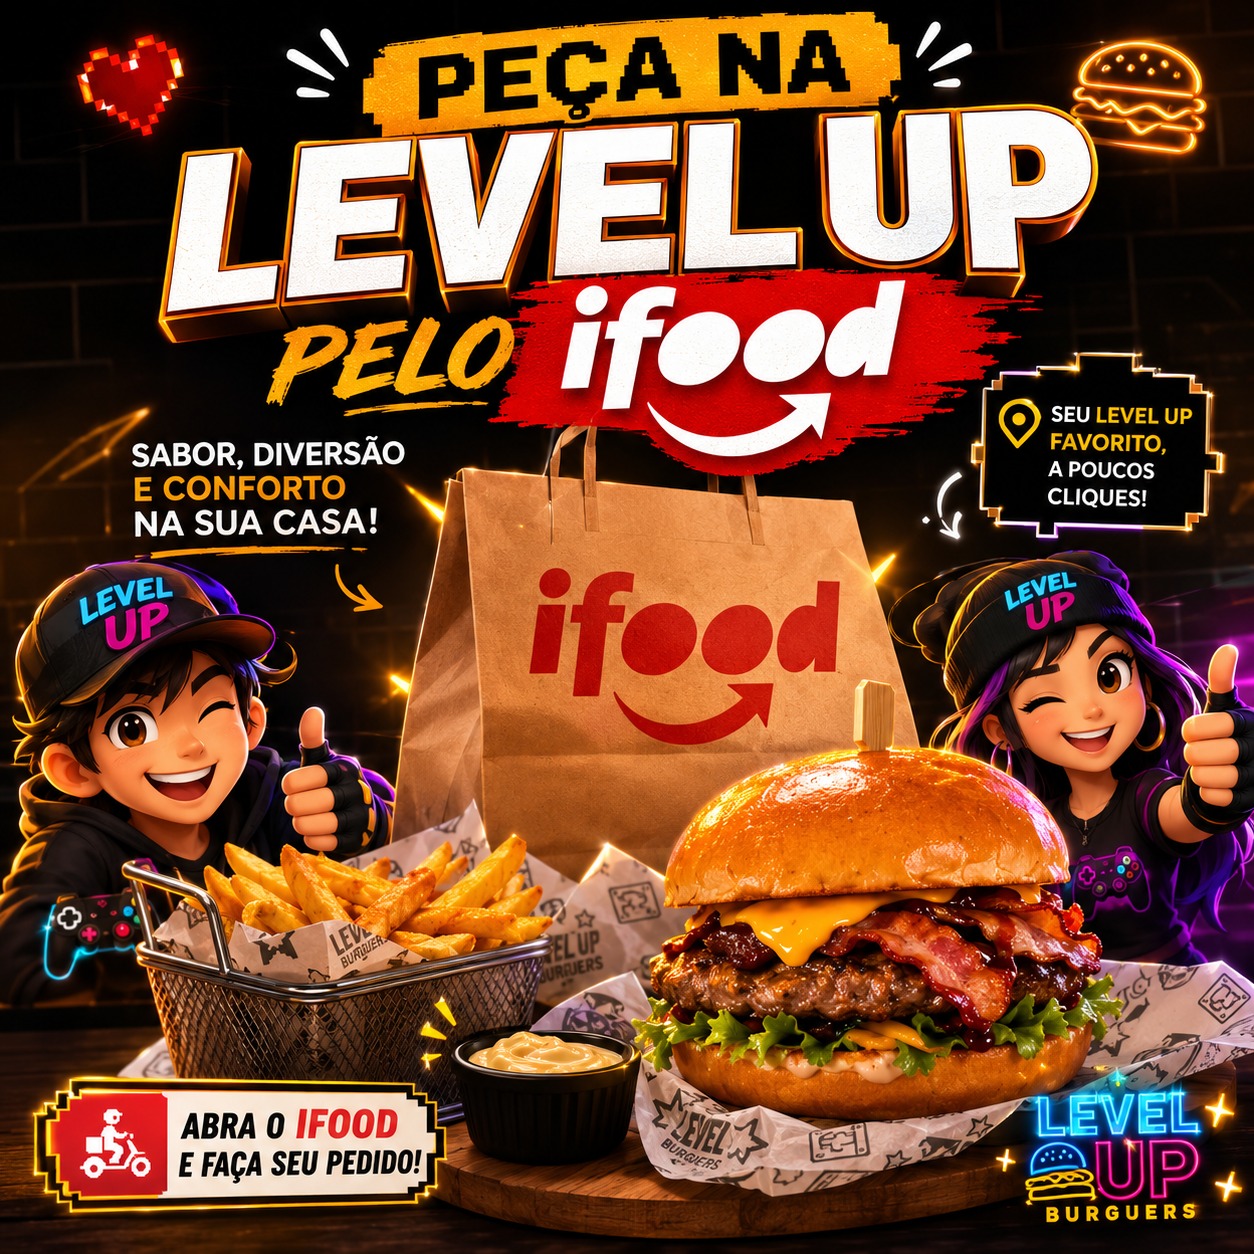 PEÇA NA
LEVEL UP
PELO ifood
SABOR, DIVERSÃO
E CONFORTO
NA SUA CASA!
SEU LEVEL UP
FAVORITO,
A POUCOS
CLIQUES!
ifood
LEVEL
UP
LEVEL
UP
LEVEL
BURGUERS
LEVEL UP
BURGUERS
LEVEL
BURGUERS
ABRA O IFOOD
E FAÇA SEU PEDIDO!
LEVEL
UP
BURGUERS